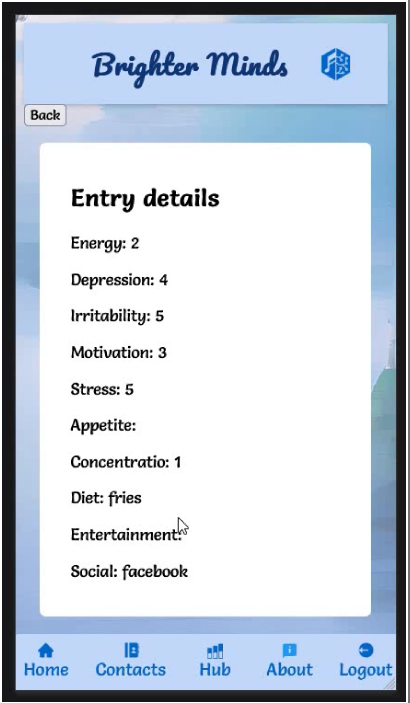 Brighter Minds
Back
Entry details
Energy: 2
Depression: 4
Irritability: 5
Motivation: 3
Stress: 5
Appetite:
Concentratio: 1
Diet: fries
Entertainment:
Social: facebook
Home Contacts Hub About Logout